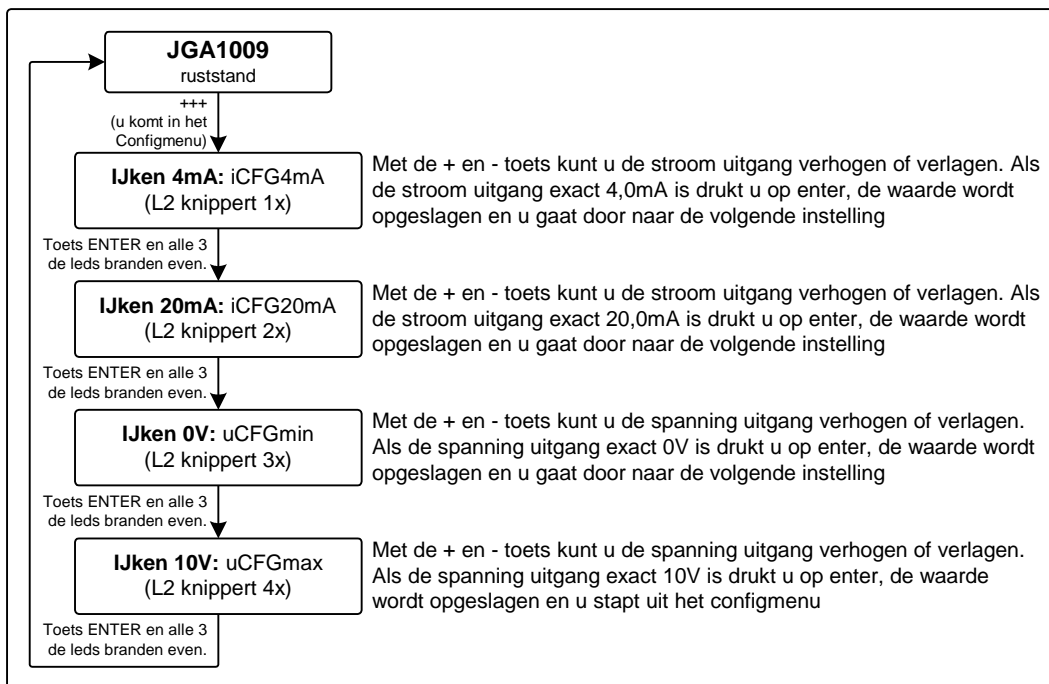 JGA1009
ruststand
+++
(u komt in het
Configmenu)
IJken 4mA: iCFG4mA
(L2 knippert 1x)
Met de + en - toets kunt u de stroom uitgang verhogen of verlagen. Als
de stroom uitgang exact 4,0mA is drukt u op enter, de waarde wordt
opgeslagen en u gaat door naar de volgende instelling
Toets ENTER en alle 3
de leds branden even.
IJken 20mA: iCFG20mA
(L2 knippert 2x)
Met de + en - toets kunt u de stroom uitgang verhogen of verlagen. Als
de stroom uitgang exact 20,0mA is drukt u op enter, de waarde wordt
opgeslagen en u gaat door naar de volgende instelling
Toets ENTER en alle 3
de leds branden even.
IJken 0V: uCFGmin
(L2 knippert 3x)
Met de + en - toets kunt u de spanning uitgang verhogen of verlagen.
Als de spanning uitgang exact 0V is drukt u op enter, de waarde wordt
opgeslagen en u gaat door naar de volgende instelling
Toets ENTER en alle 3
de leds branden even.
IJken 10V: uCFGmax
(L2 knippert 4x)
Met de + en - toets kunt u de spanning uitgang verhogen of verlagen.
Als de spanning uitgang exact 10V is drukt u op enter, de waarde
wordt opgeslagen en u stapt uit het configmenu
Toets ENTER en alle 3
de leds branden even.